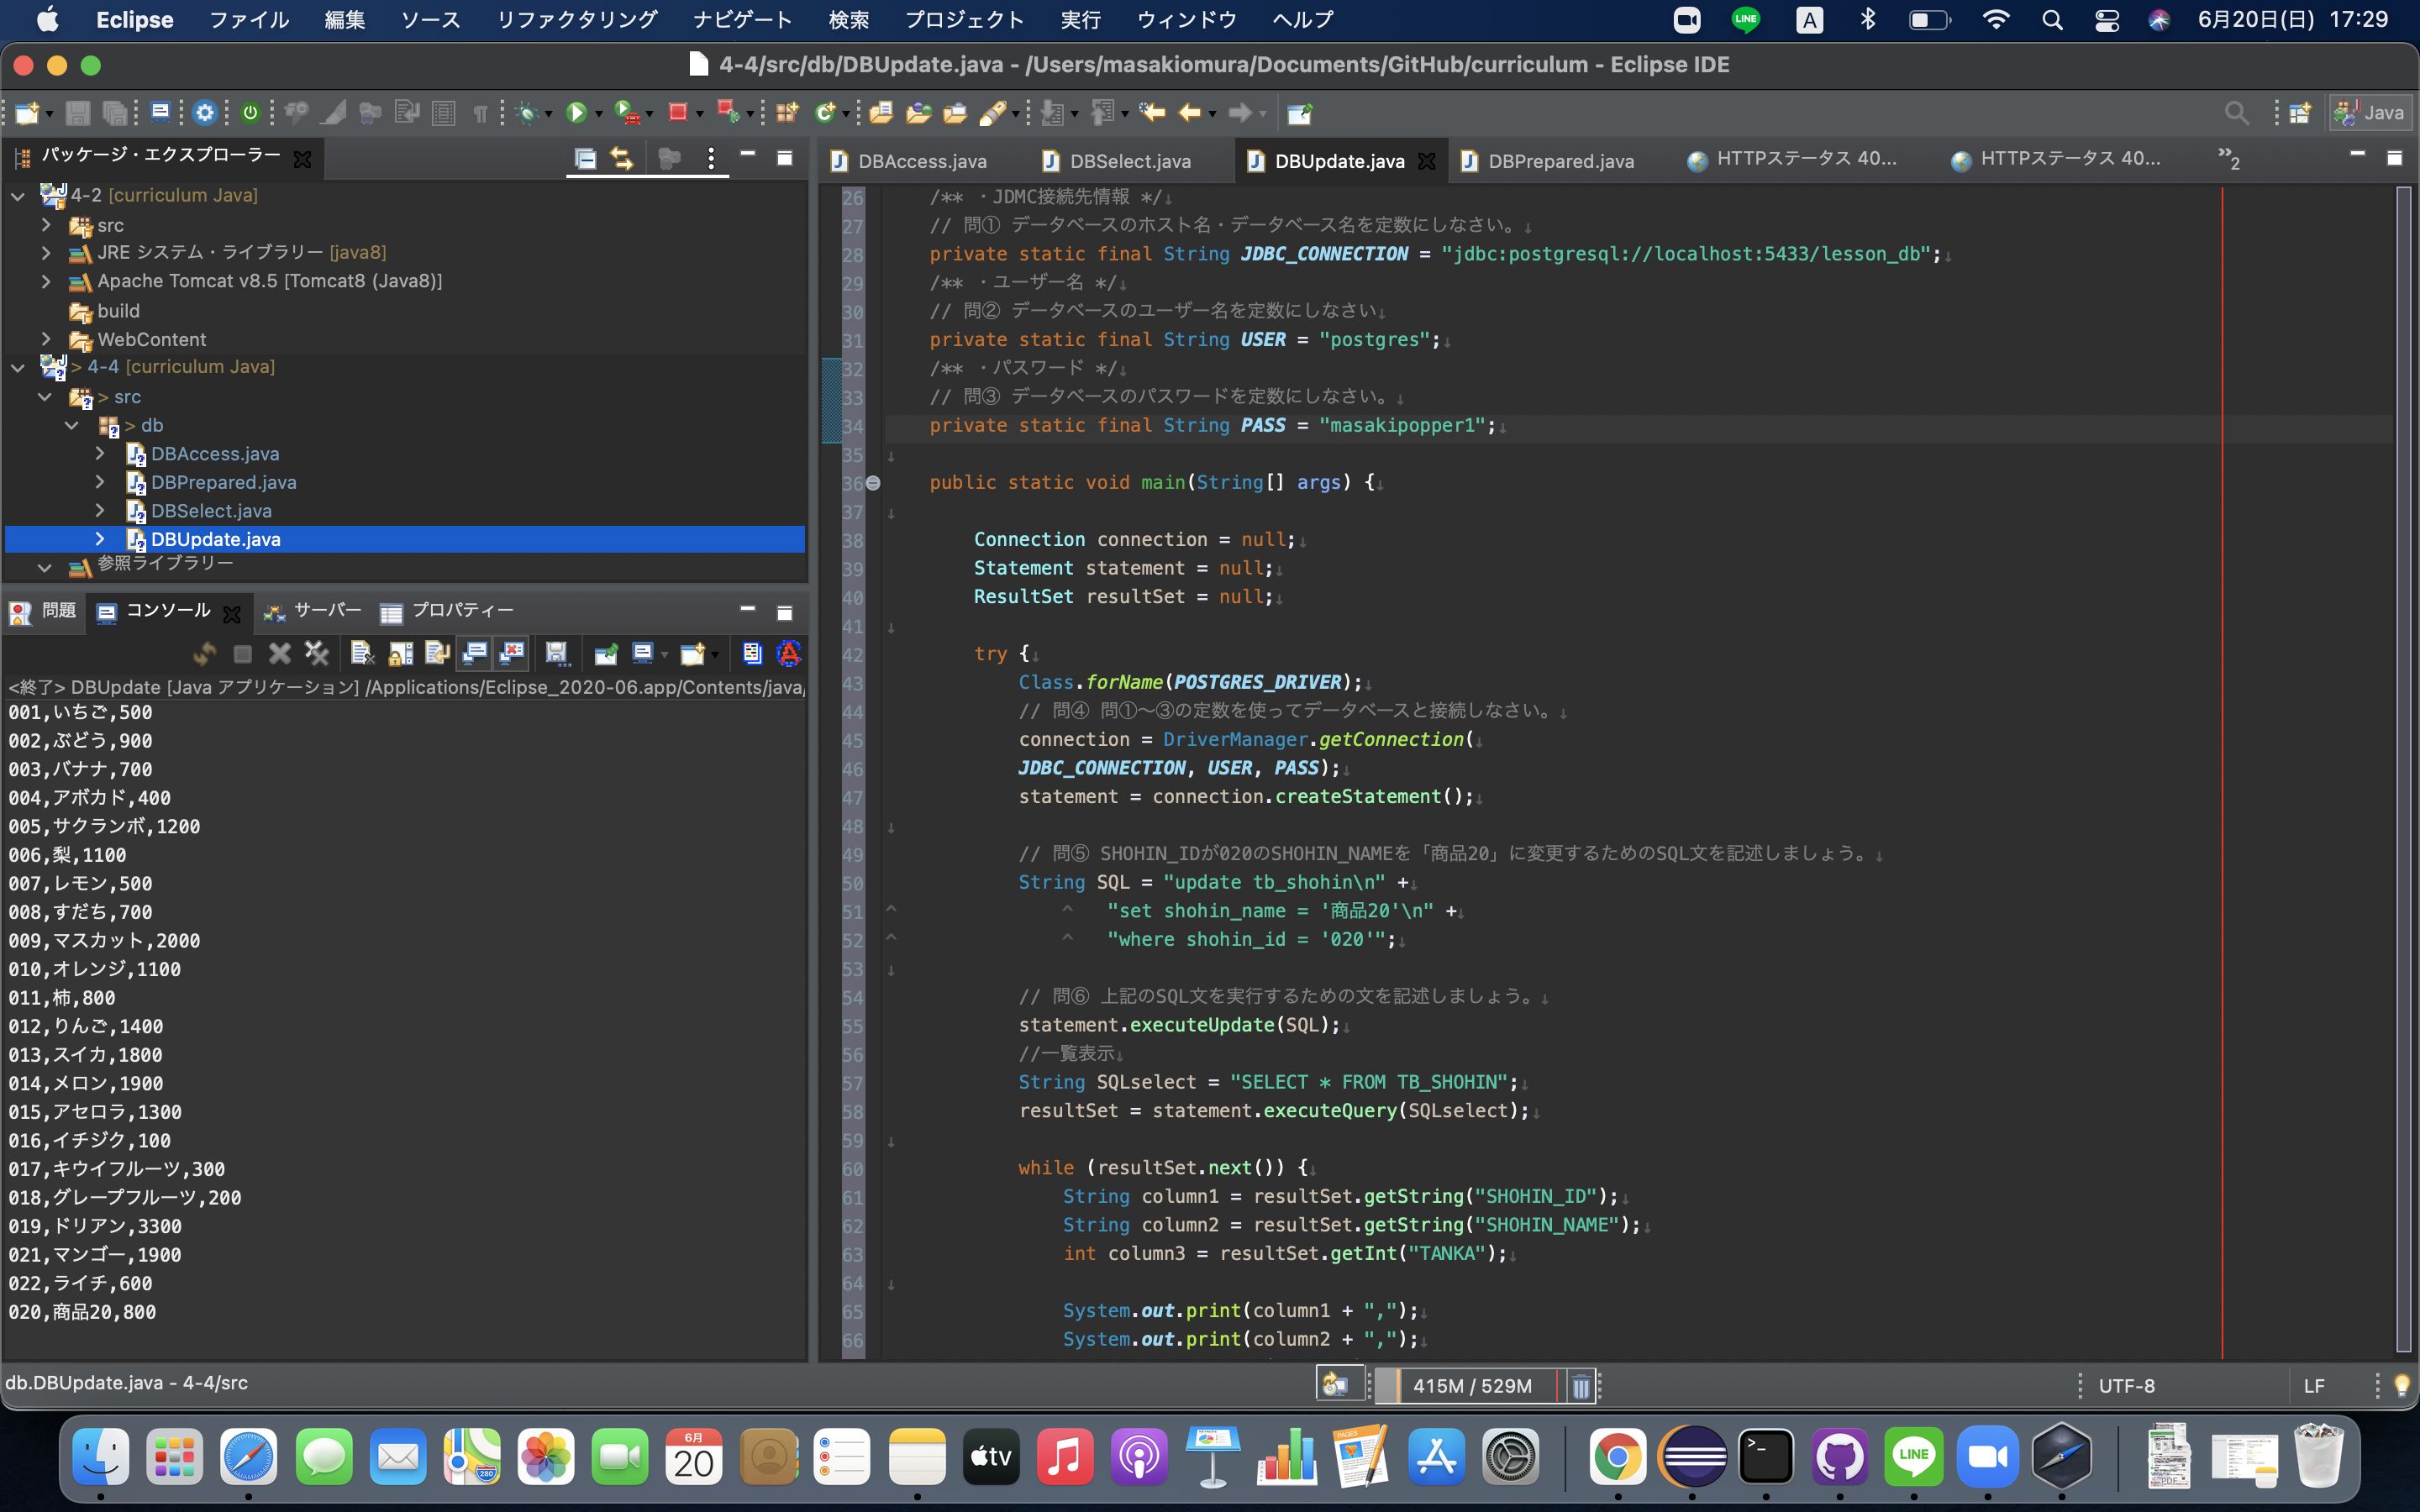 Eclipse ファイル 編集 ソース リファクタリング ナビゲート 検索 プロジェクト 実行 ウィンドウ ヘルプ LINE A 6月20日(日) 17:29
4-4/src/db/DBUpdate.java - /Users/masakiomura/Documents/GitHub/curriculum - Eclipse IDE
Java
パッケージ・エクスプローラー
4-2 [curriculum Java]
src
JRE システム・ライブラリー [java8]
Apache Tomcat v8.5 [Tomcat8 (Java8)]
build
WebContent
> 4-4 [curriculum Java]
> src
> db
DBAccess.java
DBPrepared.java
DBSelect.java
DBUpdate.java
参照ライブラリー
問題 コンソール サーバー プロパティー
<終了> DBUpdate [Java アプリケーション] /Applications/Eclipse_2020-06.app/Contents/java/
001,いちご,500
002,ぶどう,900
003,バナナ,700
004,アボカド,400
005,サクランボ,1200
006,梨,1100
007,レモン,500
008,すだち,700
009,マスカット,2000
010,オレンジ,1100
011,柿,800
012,りんご,1400
013,スイカ,1800
014,メロン,1900
015,アセロラ,1300
016,イチジク,100
017,キウイフルーツ,300
018,グレープフルーツ,200
019,ドリアン,3300
021,マンゴー,1900
022,ライチ,600
020,商品20,800
DBAccess.java DBSelect.java DBUpdate.java DBPrepared.java HTTPステータス 40... HTTPステータス 40... »2
26 /** ・JDMC接続先情報 */↓
27 // 問① データベースのホスト名・データベース名を定数にしなさい。↓
28 private static final String JDBC_CONNECTION = "jdbc:postgresql://localhost:5433/lesson_db";↓
29 /** ・ユーザー名 */↓
30 // 問② データベースのユーザー名を定数にしなさい↓
31 private static final String USER = "postgres";↓
32 /** ・パスワード */↓
33 // 問③ データベースのパスワードを定数にしなさい。↓
34 private static final String PASS = "masakipopper1";↓
35 ↓
36 public static void main(String[] args) {↓
37 ↓
38 Connection connection = null;↓
39 Statement statement = null;↓
40 ResultSet resultSet = null;↓
41 ↓
42 try {↓
43 Class.forName(POSTGRES_DRIVER);↓
44 // 問④ 問①〜③の定数を使ってデータベースと接続しなさい。↓
45 connection = DriverManager.getConnection(↓
46 JDBC_CONNECTION, USER, PASS);↓
47 statement = connection.createStatement();↓
48 ↓
49 // 問⑤ SHOHIN_IDが020のSHOHIN_NAMEを「商品20」に変更するためのSQL文を記述しましょう。↓
50 String SQL = "update tb_shohin\n" +↓
51 ^ ^ "set shohin_name = '商品20'\n" +↓
52 ^ ^ "where shohin_id = '020'";↓
53 ↓
54 // 問⑥ 上記のSQL文を実行するための文を記述しましょう。↓
55 statement.executeUpdate(SQL);↓
56 //一覧表示↓
57 String SQLselect = "SELECT * FROM TB_SHOHIN";↓
58 resultSet = statement.executeQuery(SQLselect);↓
59 ↓
60 while (resultSet.next()) {↓
61 String column1 = resultSet.getString("SHOHIN_ID");↓
62 String column2 = resultSet.getString("SHOHIN_NAME");↓
63 int column3 = resultSet.getInt("TANKA");↓
64 ↓
65 System.out.print(column1 + ",");↓
66 System.out.print(column2 + ",");↓
db.DBUpdate.java - 4-4/src 415M / 529M UTF-8 LF
6月
20
280
tv
PAGES
LINE
PDF